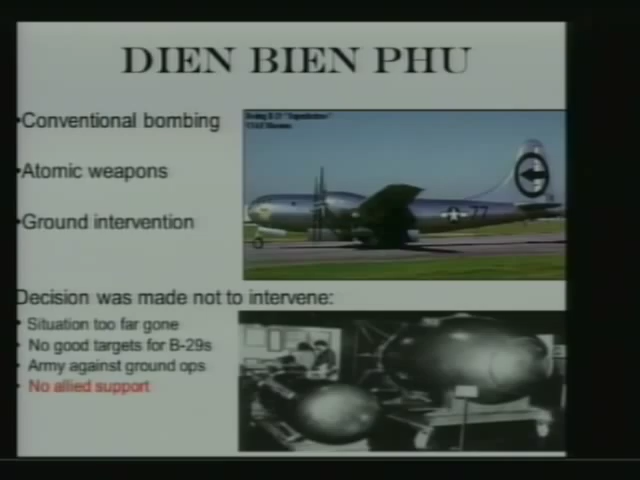 DIEN BIEN PHU
•Conventional bombing
•Atomic weapons
•Ground intervention
Decision was made not to intervene:
• Situation too far gone
• No good targets for B-29s
• Army against ground ops
• No allied support
77